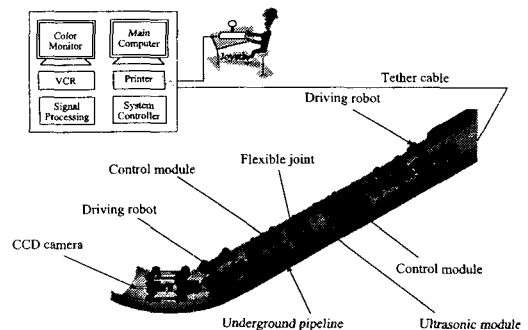 Color
Monitor
Main
Computer
VCR
Printer
Signal
Processing
System
Controller
Joystick
Tether cable
Driving robot
Flexible joint
Control module
Driving robot
CCD camera
Control module
Underground pipeline
Ultrasonic module